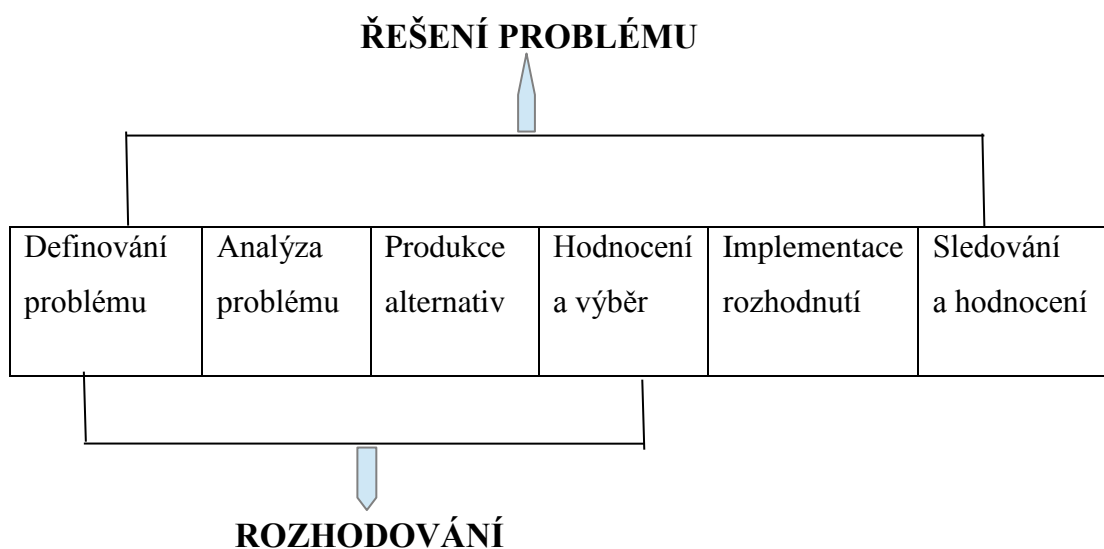 ŘEŠENÍ PROBLÉMU
Definování
problému
Analýza
problému
Produkce
alternativ
Hodnocení
a výběr
Implementace
rozhodnutí
Sledování
a hodnocení
ROZHODOVÁNÍ